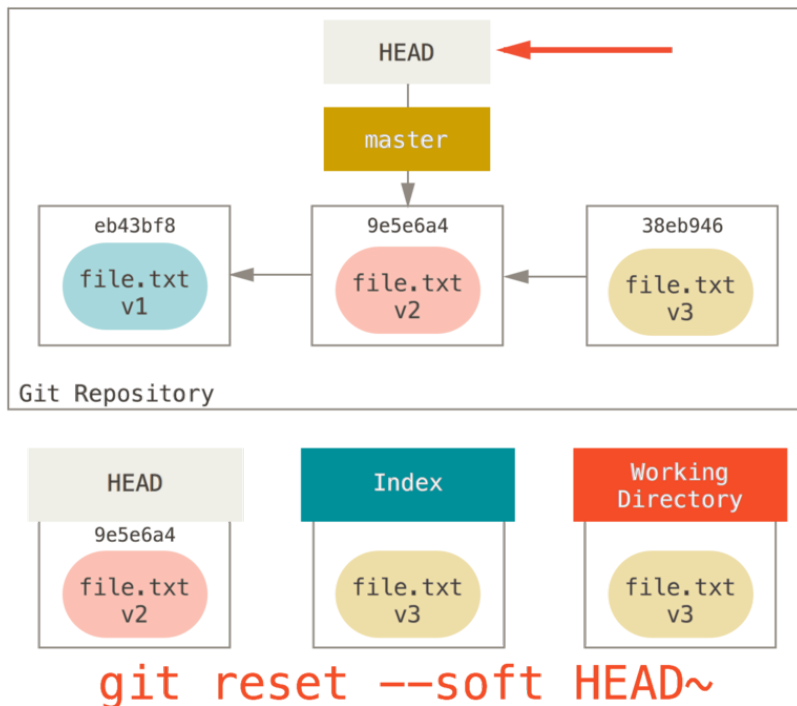 HEAD
master
eb43bf8
file.txt
v1
9e5e6a4
file.txt
v2
38eb946
file.txt
v3
Git Repository
HEAD
9e5e6a4
file.txt
v2
Index
file.txt
v3
Working
Directory
file.txt
v3
git reset --soft HEAD~